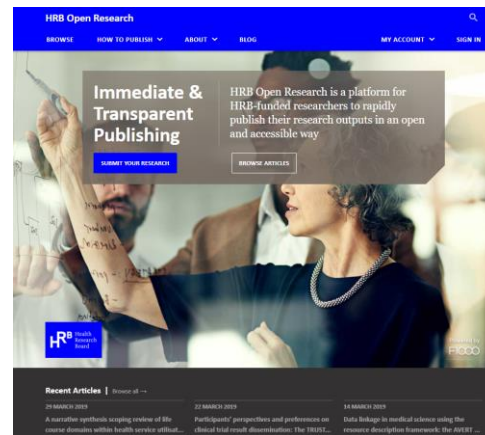 HRB Open Research
BROWSE HOW TO PUBLISH ABOUT BLOG MY ACCOUNT SIGN IN
Immediate &
Transparent
Publishing
HRB Open Research is a platform for
HRB-funded researchers to rapidly
publish their research outputs in an open
and accessible way
SUBMIT YOUR RESEARCH
BROWSE ARTICLES
HRB Health
Research
Board
Powered by
F1000
Recent Articles | Browse all →
29 MARCH 2019
A narrative synthesis scoping review of life
course domains within health service utilisat...
22 MARCH 2019
Participants' perspectives and preferences on
clinical trial result dissemination: The TRUST...
14 MARCH 2019
Data linkage in medical science using the
resource description framework: the AVERT ...